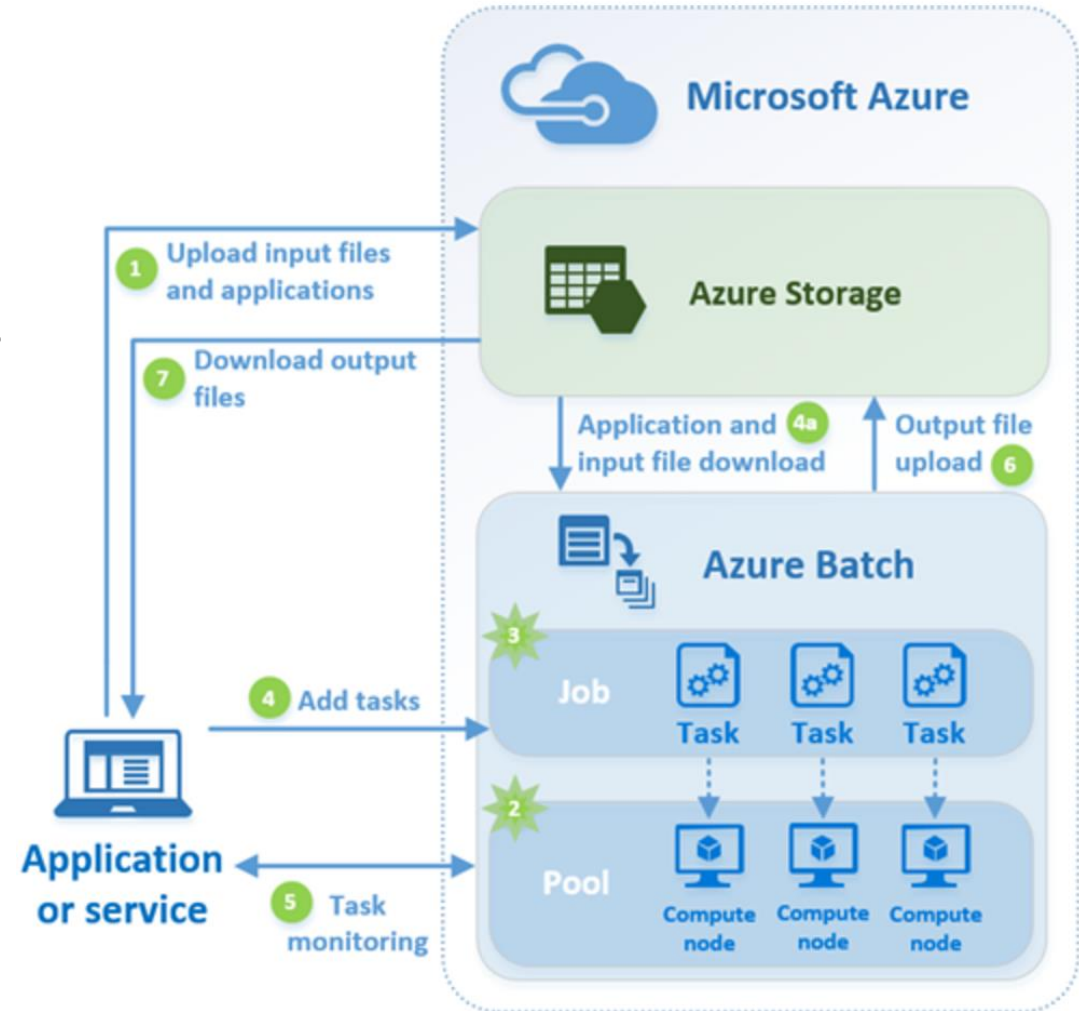 Microsoft Azure
1
Upload input files
and applications
Azure Storage
7
Download output
files
Application and 4a
input file download
Output file
upload 6
Azure Batch
3
Job
Task
Task
Task
4 Add tasks
2
Pool
Compute
node
Compute
node
Compute
node
Application
or service
5 Task
monitoring